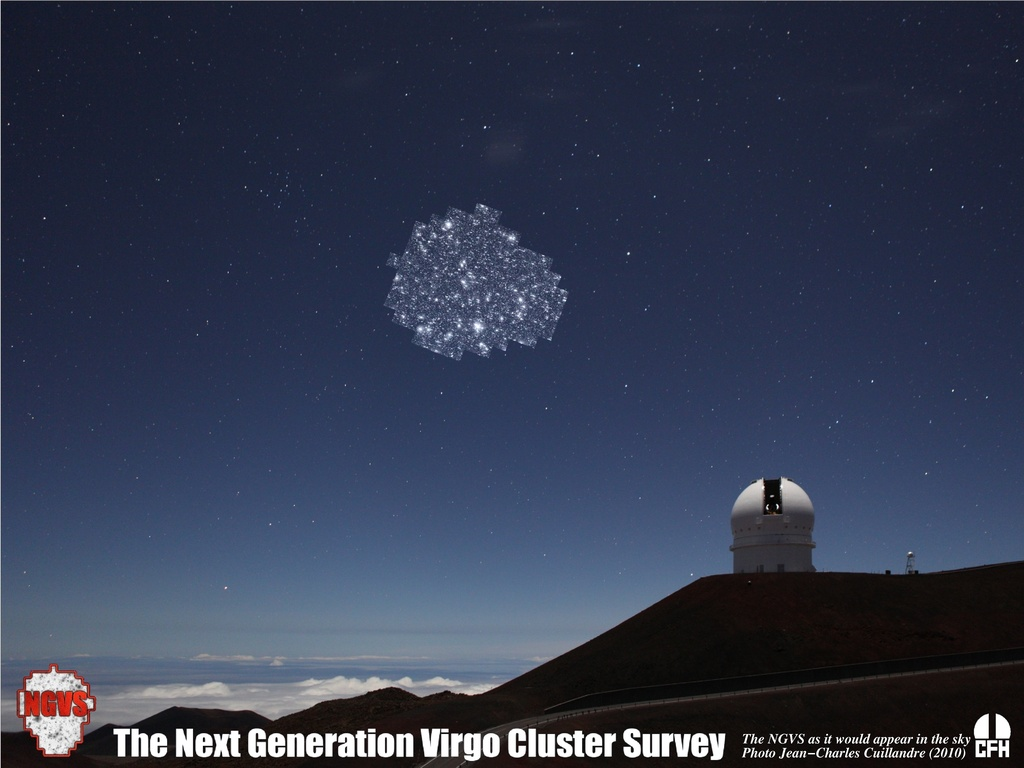 NGVS
The Next Generation Virgo Cluster Survey
The NGVS as it would appear in the sky
Photo Jean-Charles Cuillandre (2010)
CFH